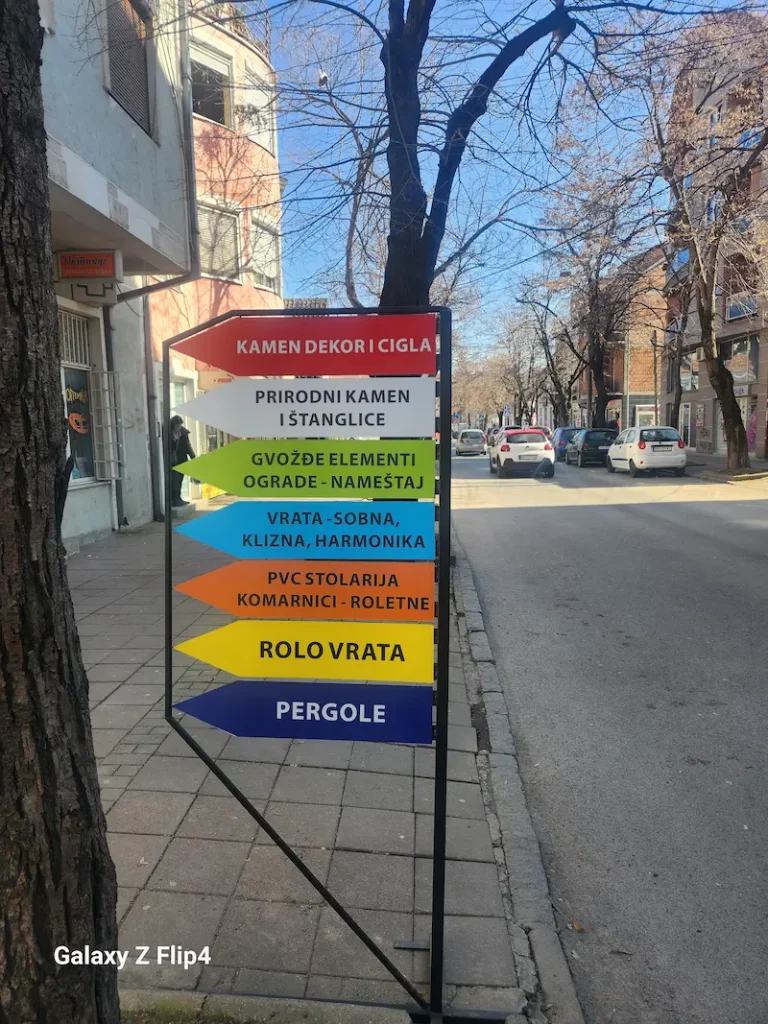 KAMEN DEKOR I CIGLA
PRIRODNI KAMEN
I ŠTANGLICE
GVOŽĐE ELEMENTI
OGRADE - NAMEŠTAJ
VRATA -SOBNA,
KLIZNA, HARMONIKA
PVC STOLARIJA
KOMARNICI - ROLETNE
ROLO VRATA
PERGOLE
Galaxy Z Flip4